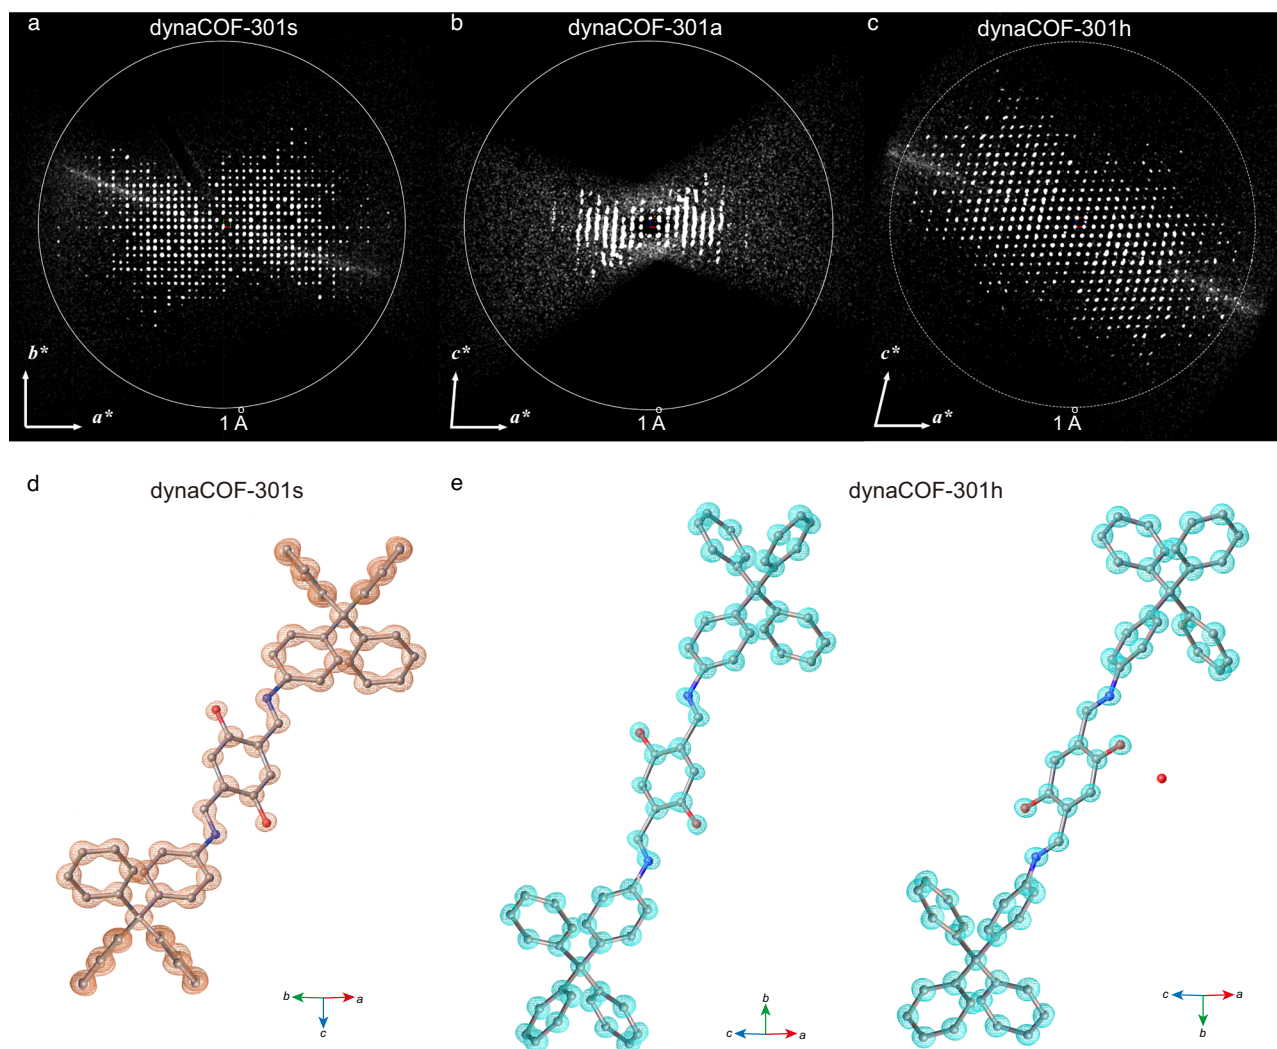 a
dynaCOF-301s
b
dynaCOF-301a
c
dynaCOF-301h
b*
a*
1 Å
c*
a*
1 Å
c*
a*
1 Å
d
dynaCOF-301s
e
dynaCOF-301h
b
a
c
b
c
a
c
a
b